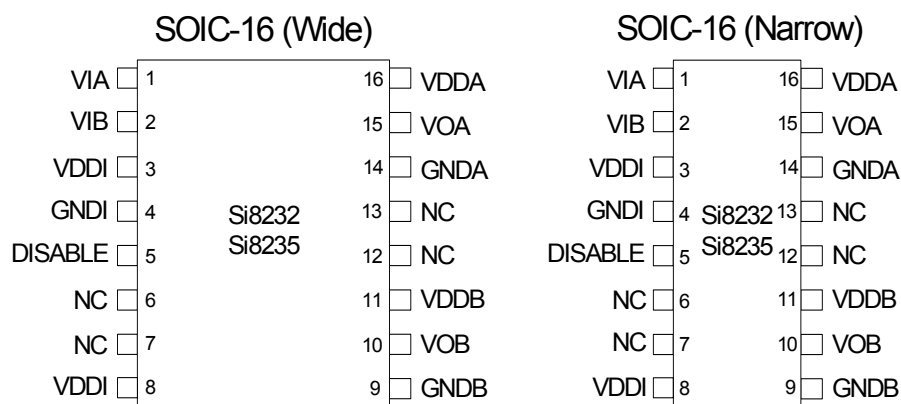 SOIC-16 (Wide)
VIA 1 16 VDDA
VIB 2 15 VOA
VDDI 3 14 GNDA
GNDI 4 Si8232 13 NC
DISABLE 5 Si8235 12 NC
NC 6 11 VDDB
NC 7 10 VOB
VDDI 8 9 GNDB
SOIC-16 (Narrow)
VIA 1 16 VDDA
VIB 2 15 VOA
VDDI 3 14 GNDA
GNDI 4 Si8232 13 NC
DISABLE 5 Si8235 12 NC
NC 6 11 VDDB
NC 7 10 VOB
VDDI 8 9 GNDB